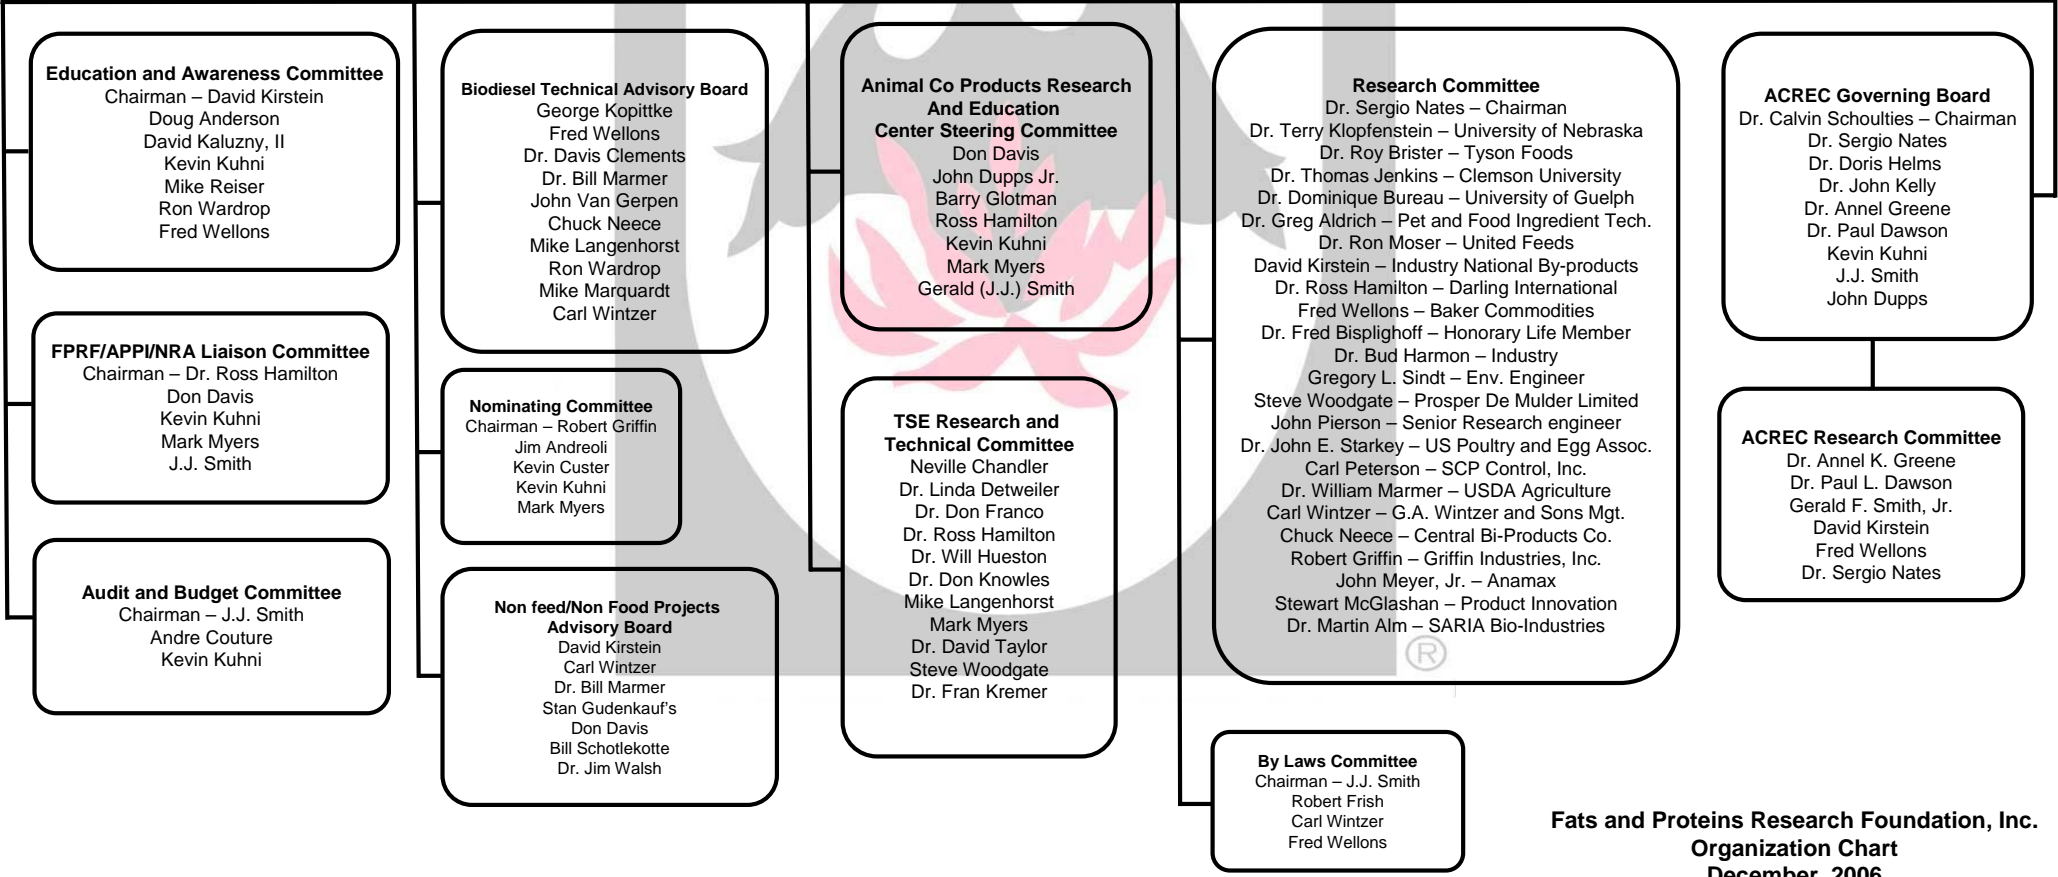 Education and Awareness Committee
Chairman – David Kirstein
Doug Anderson
David Kaluzny, II
Kevin Kuhni
Mike Reiser
Ron Wardrop
Fred Wellons
FPRF/APPI/NRA Liaison Committee
Chairman – Dr. Ross Hamilton
Don Davis
Kevin Kuhni
Mark Myers
J.J. Smith
Audit and Budget Committee
Chairman – J.J. Smith
Andre Couture
Kevin Kuhni
Biodiesel Technical Advisory Board
George Kopittke
Fred Wellons
Dr. Davis Clements
Dr. Bill Marmer
John Van Gerpen
Chuck Neece
Mike Langenhorst
Ron Wardrop
Mike Marquardt
Carl Wintzer
Nominating Committee
Chairman – Robert Griffin
Jim Andreoli
Kevin Custer
Kevin Kuhni
Mark Myers
Non feed/Non Food Projects
Advisory Board
David Kirstein
Carl Wintzer
Dr. Bill Marmer
Stan Gudenkauf's
Don Davis
Bill Schotlekotte
Dr. Jim Walsh
Animal Co Products Research
And Education
Center Steering Committee
Don Davis
John Dupps Jr.
Barry Glotman
Ross Hamilton
Kevin Kuhni
Mark Myers
Gerald (J.J.) Smith
TSE Research and
Technical Committee
Neville Chandler
Dr. Linda Detweiler
Dr. Don Franco
Dr. Ross Hamilton
Dr. Will Hueston
Dr. Don Knowles
Mike Langenhorst
Mark Myers
Dr. David Taylor
Steve Woodgate
Dr. Fran Kremer
Research Committee
Dr. Sergio Nates – Chairman
Dr. Terry Klopfenstein – University of Nebraska
Dr. Roy Brister – Tyson Foods
Dr. Thomas Jenkins – Clemson University
Dr. Dominique Bureau – University of Guelph
Dr. Greg Aldrich – Pet and Food Ingredient Tech.
Dr. Ron Moser – United Feeds
David Kirstein – Industry National By-products
Dr. Ross Hamilton – Darling International
Fred Wellons – Baker Commodities
Dr. Fred Bisplighoff – Honorary Life Member
Dr. Bud Harmon – Industry
Gregory L. Sindt – Env. Engineer
Steve Woodgate – Prosper De Mulder Limited
John Pierson – Senior Research engineer
Dr. John E. Starkey – US Poultry and Egg Assoc.
Carl Peterson – SCP Control, Inc.
Dr. William Marmer – USDA Agriculture
Carl Wintzer – G.A. Wintzer and Sons Mgt.
Chuck Neece – Central Bi-Products Co.
Robert Griffin – Griffin Industries, Inc.
John Meyer, Jr. – Anamax
Stewart McGlashan – Product Innovation
Dr. Martin Alm – SARIA Bio-Industries
®
By Laws Committee
Chairman – J.J. Smith
Robert Frish
Carl Wintzer
Fred Wellons
ACREC Governing Board
Dr. Calvin Schoulties – Chairman
Dr. Sergio Nates
Dr. Doris Helms
Dr. John Kelly
Dr. Annel Greene
Dr. Paul Dawson
Kevin Kuhni
J.J. Smith
John Dupps
ACREC Research Committee
Dr. Annel K. Greene
Dr. Paul L. Dawson
Gerald F. Smith, Jr.
David Kirstein
Fred Wellons
Dr. Sergio Nates
Fats and Proteins Research Foundation, Inc.
Organization Chart
December, 2006